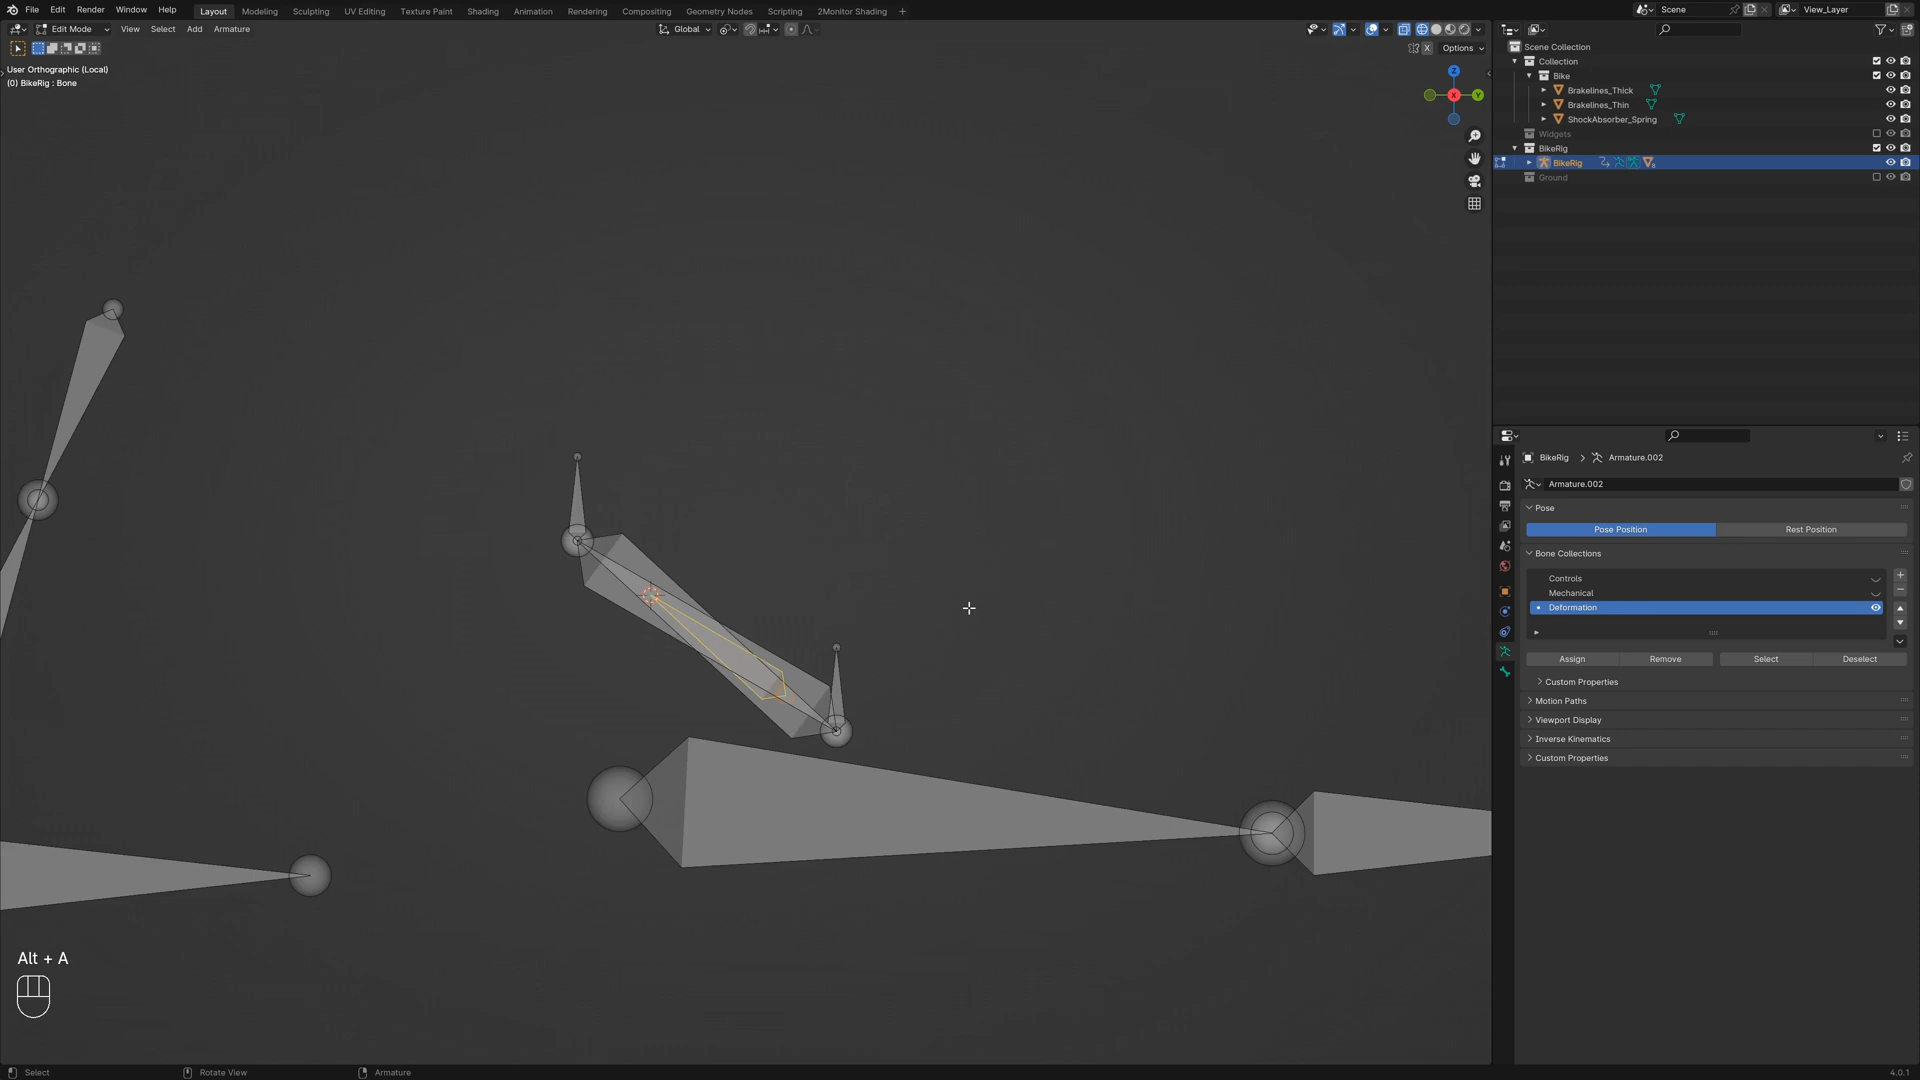 File Edit Render Window Help Layout Modeling Sculpting UV Editing Texture Paint Shading Animation Rendering Compositing Geometry Nodes Scripting 2Monitor Shading + Scene View_Layer
Edit Mode View Select Add Armature Global
X Options
User Orthographic (Local)
(0) BikeRig : Bone
Z
X
Y
Scene Collection
Collection
Bike
Brakelines_Thick
Brakelines_Thin
ShockAbsorber_Spring
Widgets
BikeRig
BikeRig 8
Ground
BikeRig > Armature.002
Armature.002
Pose
Pose Position Rest Position
Bone Collections
Controls
Mechanical
Deformation
Assign Remove Select Deselect
Custom Properties
Motion Paths
Viewport Display
Inverse Kinematics
Custom Properties
Alt + A
Select Rotate View Armature 4.0.1